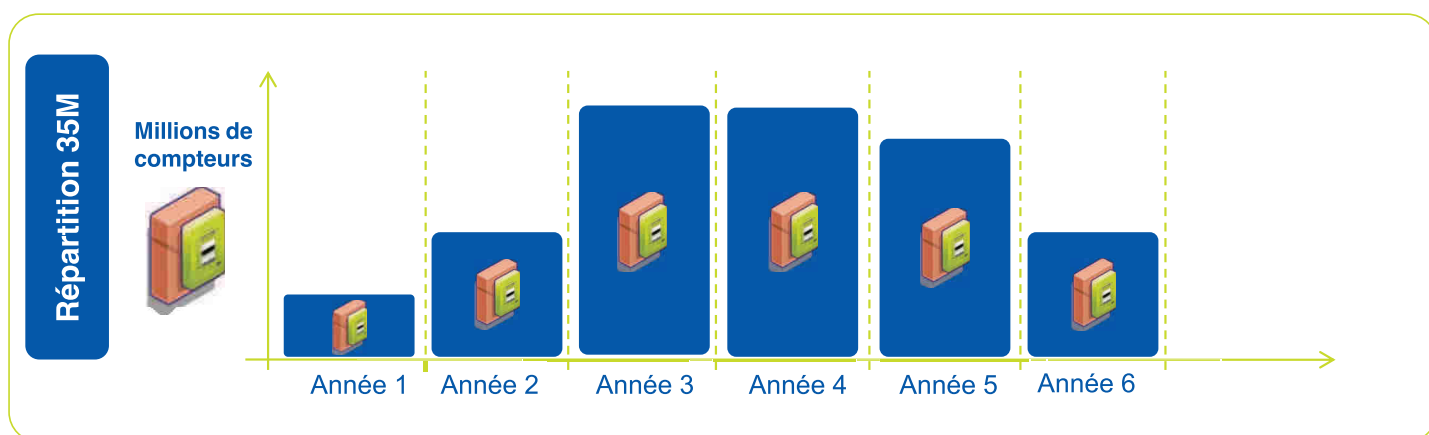 Répartition 35M
Millions de
compteurs
Année 1
Année 2
Année 3
Année 4
Année 5
Année 6